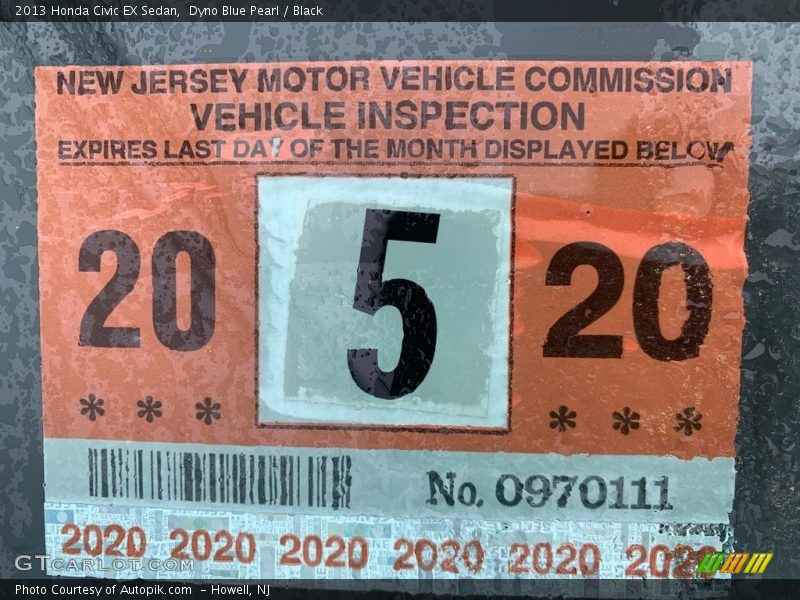 2013 Honda Civic EX Sedan,  Dyno Blue Pearl / Black
NEW JERSEY MOTOR VEHICLE COMMISSION
VEHICLE INSPECTION
EXPIRES LAST DAY OF THE MONTH DISPLAYED BELOW
20 5 20
* * * * * *
No. 0970111
2020 2020 2020 2020 2020 2020
GTCARLOT.COM
Photo Courtesy of Autopik.com – Howell, NJ